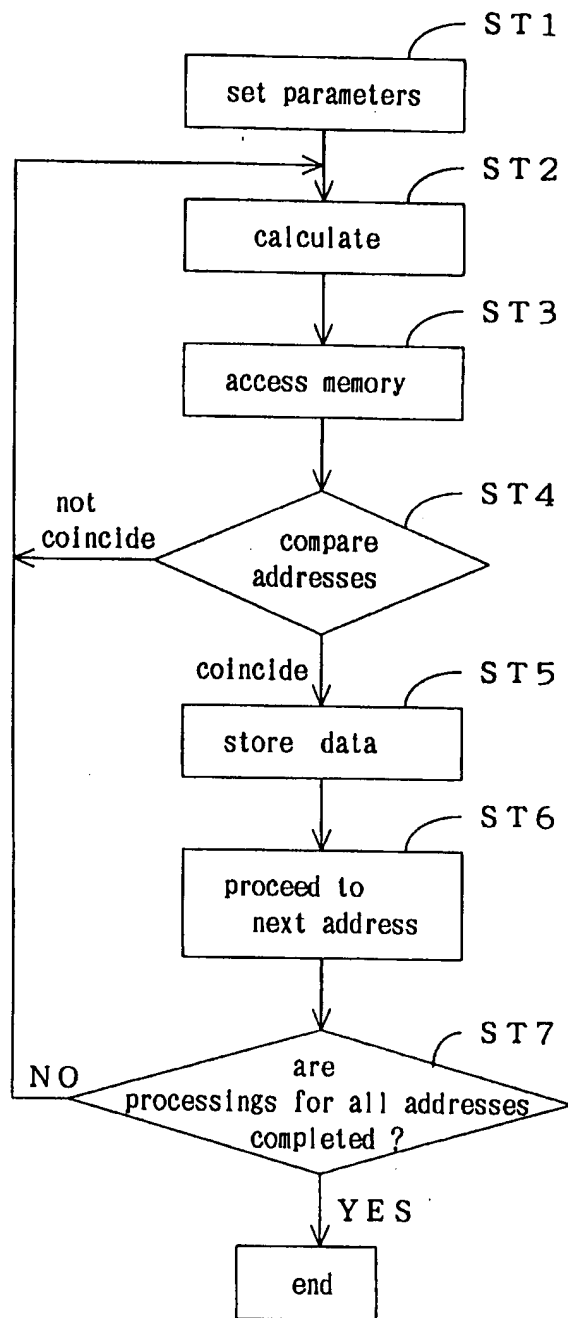 ST1
set parameters
ST2
calculate
ST3
access memory
ST4
not
coincide
compare
addresses
coincide
ST5
store data
ST6
proceed to
next address
ST7
NO
are
processings for all addresses
completed ?
YES
end